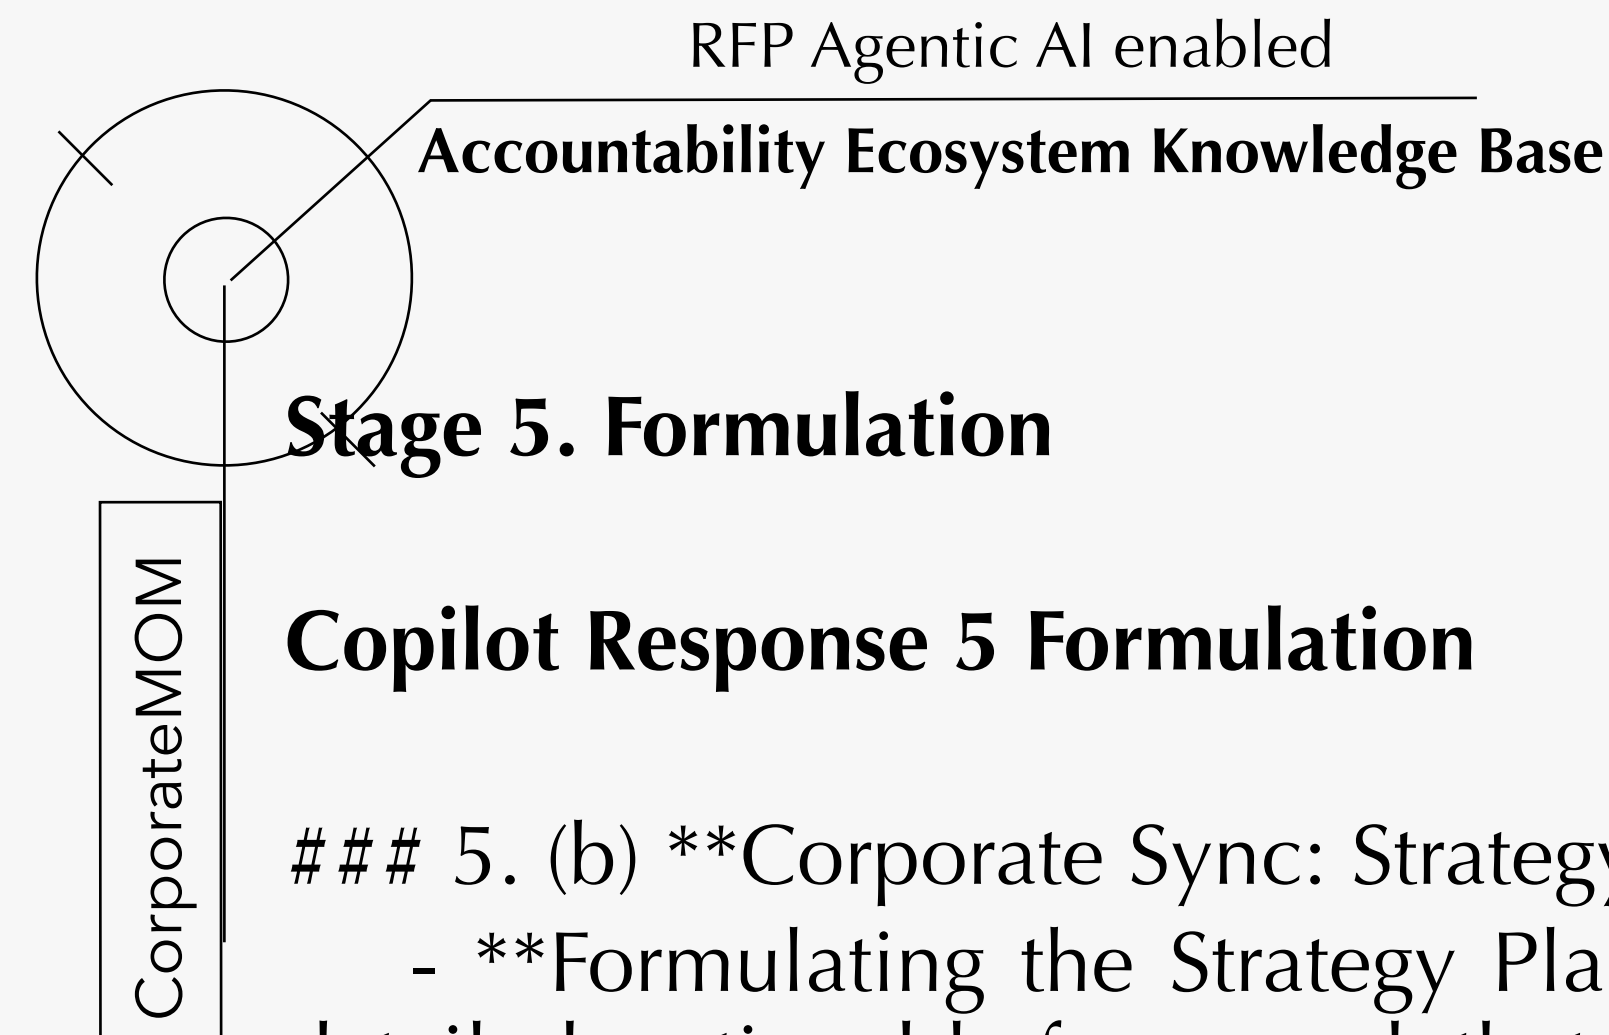 RFP Agentic AI enabled
Accountability Ecosystem Knowledge Base
Stage 5. Formulation
Copilot Response 5 Formulation
CorporateMOM
### 5. (b) **Corporate Sync: Strategy
- **Formulating the Strategy